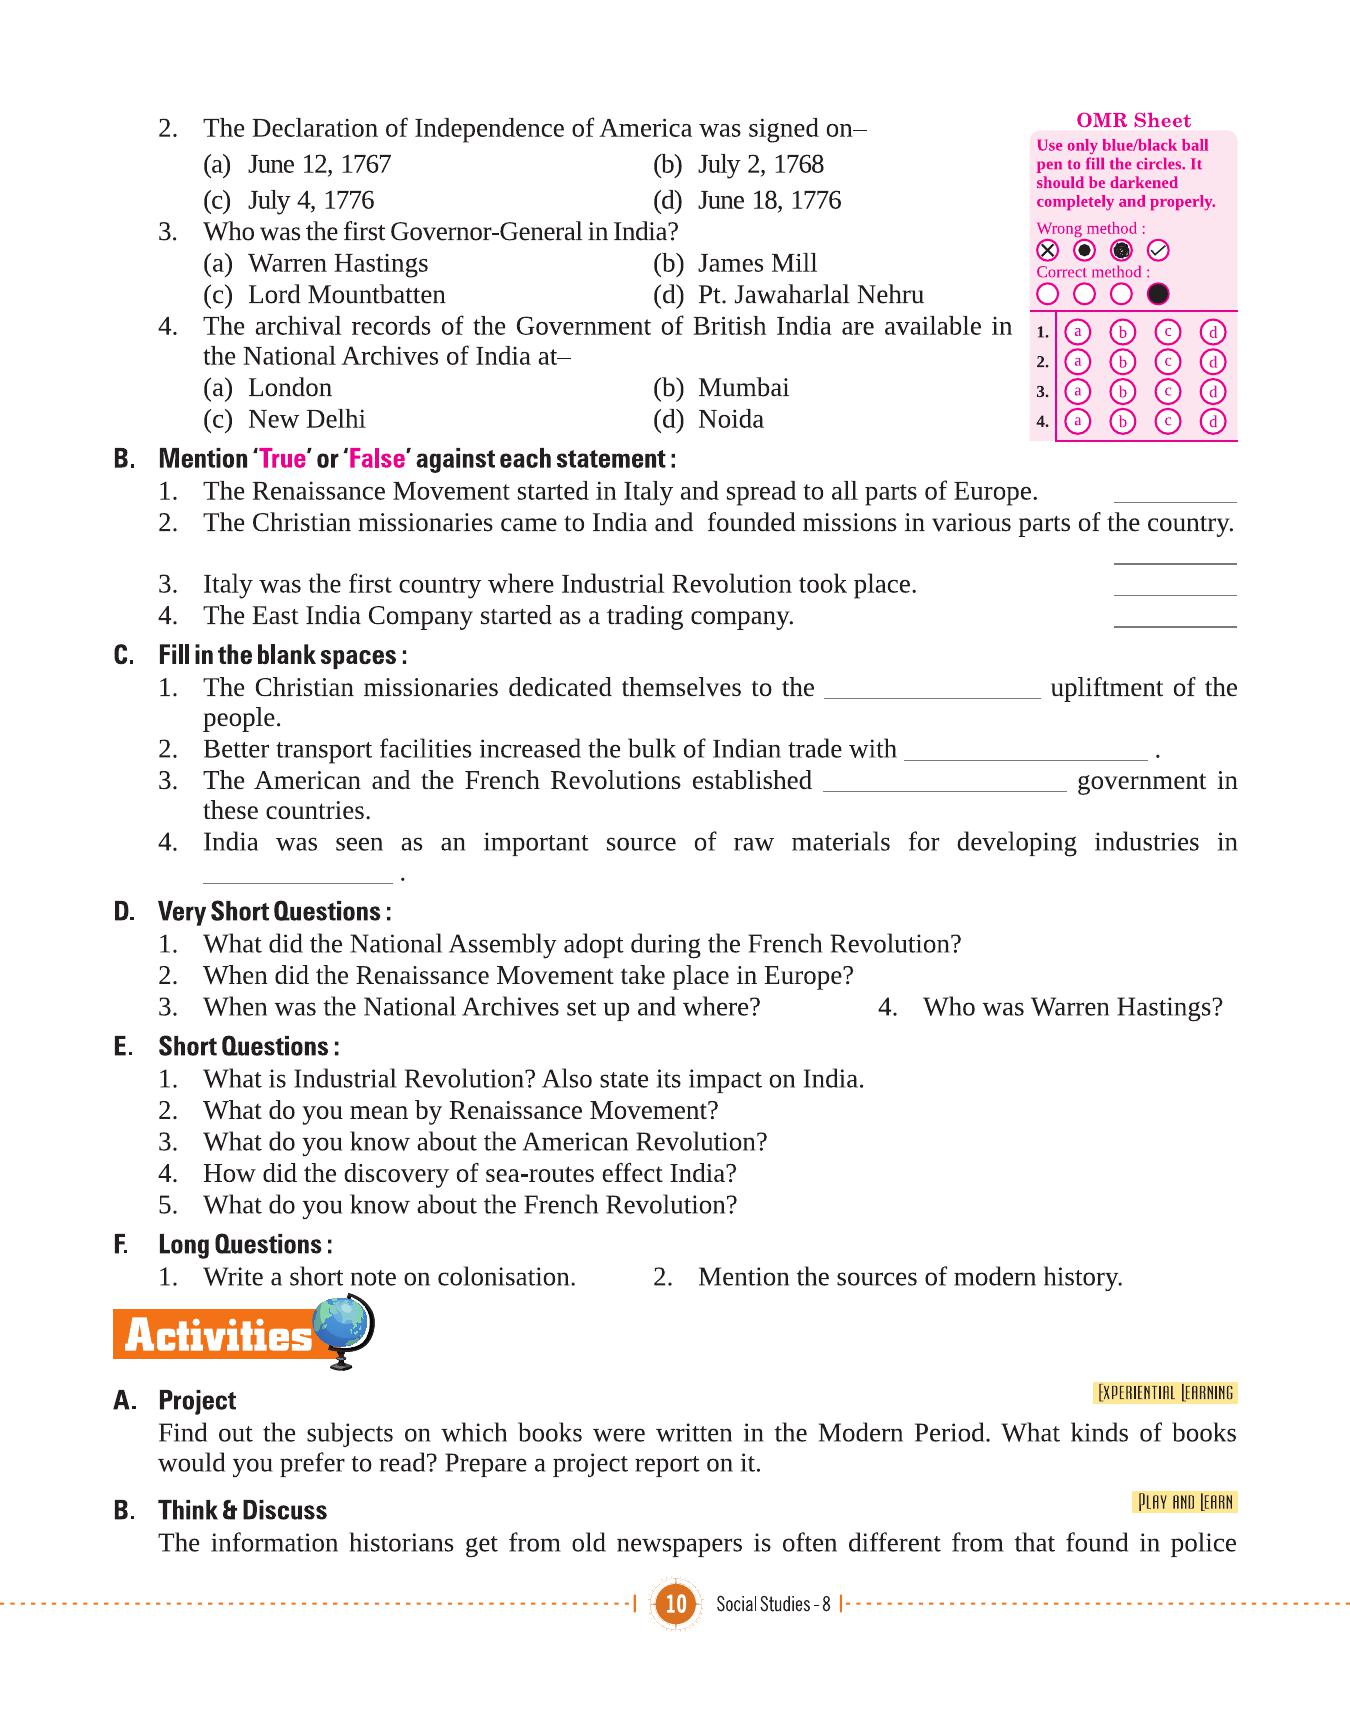 2. The Declaration of Independence of America was signed on–
(a) June 12, 1767 (b) July 2, 1768
(c) July 4, 1776 (d) June 18, 1776
3. Who was the first Governor-General in India?
(a) Warren Hastings (b) James Mill
(c) Lord Mountbatten (d) Pt. Jawaharlal Nehru
4. The archival records of the Government of British India are available in
the National Archives of India at–
(a) London (b) Mumbai
(c) New Delhi (d) Noida
OMR Sheet
Use only blue/black ball
pen to fill the circles. It
should be darkened
completely and properly.
Wrong method :
Correct method :
1. a b c d
2. a b c d
3. a b c d
4. a b c d
B. Mention ‘True’ or ‘False’ against each statement :
1. The Renaissance Movement started in Italy and spread to all parts of Europe. ________
2. The Christian missionaries came to India and founded missions in various parts of the country.
________
3. Italy was the first country where Industrial Revolution took place. ________
4. The East India Company started as a trading company. ________
C. Fill in the blank spaces :
1. The Christian missionaries dedicated themselves to the ________ upliftment of the
people.
2. Better transport facilities increased the bulk of Indian trade with ________ .
3. The American and the French Revolutions established ________ government in
these countries.
4. India was seen as an important source of raw materials for developing industries in
________ .
D. Very Short Questions :
1. What did the National Assembly adopt during the French Revolution?
2. When did the Renaissance Movement take place in Europe?
3. When was the National Archives set up and where? 4. Who was Warren Hastings?
E. Short Questions :
1. What is Industrial Revolution? Also state its impact on India.
2. What do you mean by Renaissance Movement?
3. What do you know about the American Revolution?
4. How did the discovery of sea-routes effect India?
5. What do you know about the French Revolution?
F. Long Questions :
1. Write a short note on colonisation. 2. Mention the sources of modern history.
Activities
A. Project EXPERIENTIAL LEARNING
Find out the subjects on which books were written in the Modern Period. What kinds of books
would you prefer to read? Prepare a project report on it.
B. Think & Discuss PLAY AND LEARN
The information historians get from old newspapers is often different from that found in police
10 Social Studies - 8